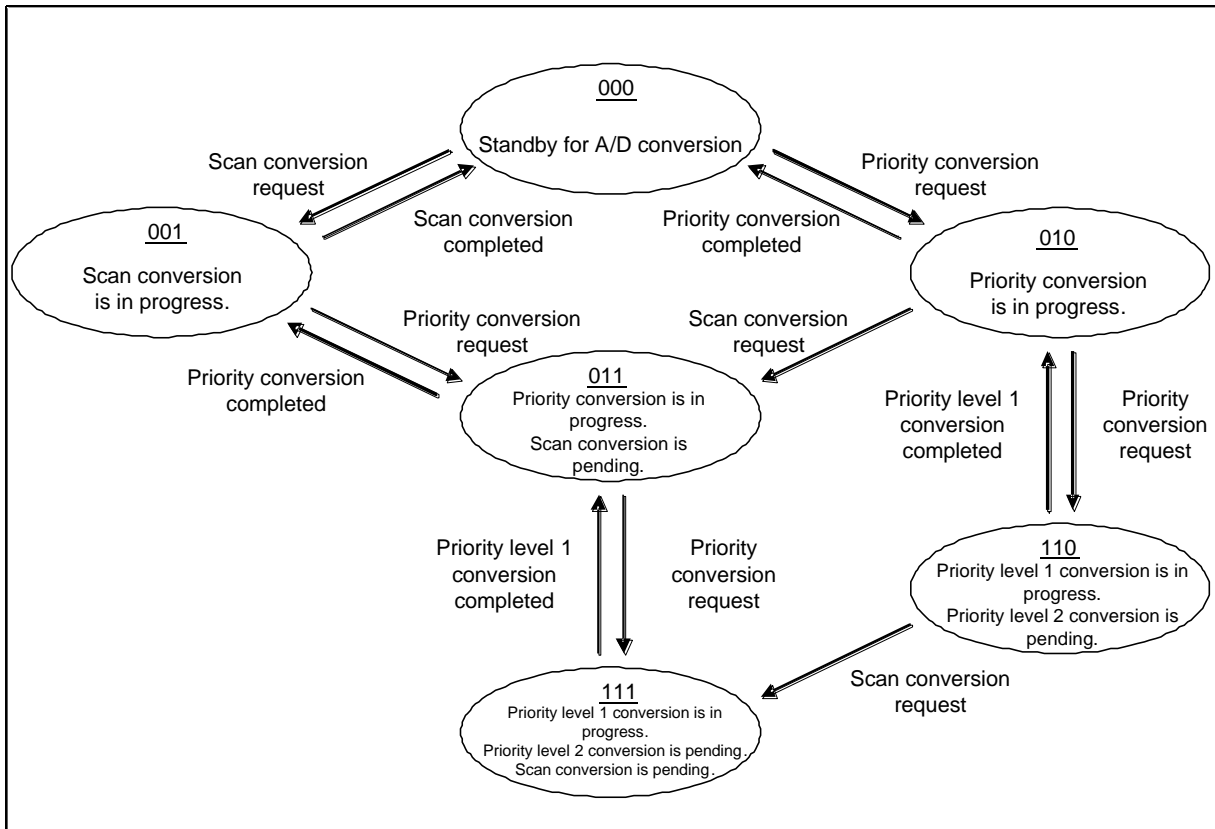 000
Standby for A/D conversion
Scan conversion
request
Scan conversion
completed
Priority conversion
request
Priority conversion
completed
001
Scan conversion
is in progress.
010
Priority conversion
is in progress.
Priority conversion
request
Priority conversion
completed
Scan conversion
request
011
Priority conversion is in
progress.
Scan conversion is
pending.
Priority level 1
conversion
completed
Priority
conversion
request
Priority level 1
conversion
completed
Priority
conversion
request
110
Priority level 1 conversion is in
progress.
Priority level 2 conversion is
pending.
Scan conversion
request
111
Priority level 1 conversion is in
progress.
Priority level 2 conversion is pending.
Scan conversion is pending.